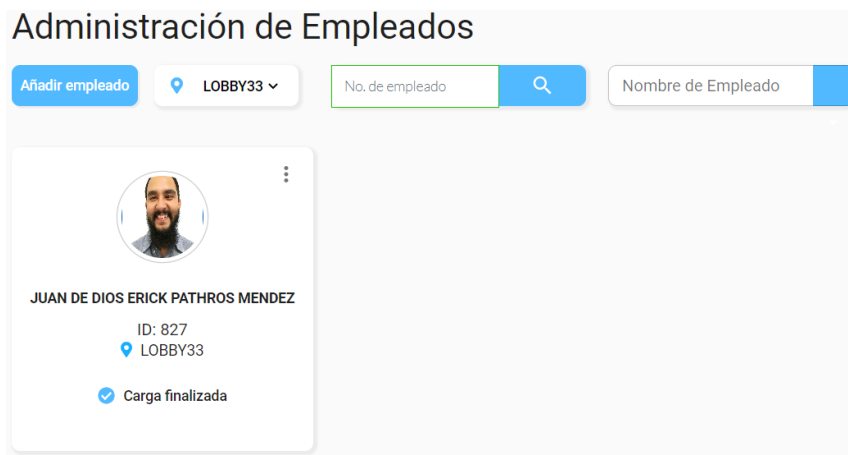 Administración de Empleados
Añadir empleado
LOBBY33
No. de empleado
Nombre de Empleado
JUAN DE DIOS ERICK PATHROS MENDEZ
ID: 827
LOBBY33
Carga finalizada